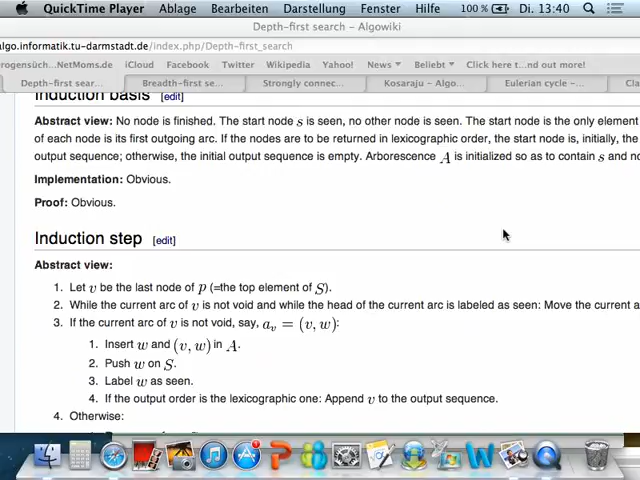 QuickTime Player Ablage Bearbeiten Darstellung Fenster Hilfe 100 % Di. 13:40
Depth-first search – Algowiki
algo.informatik.tu-darmstadt.de/index.php/Depth-first_search
rogensüch...NetMoms.de iCloud Facebook Twitter Wikipedia Yahoo! News Beliebt Click here t...nd out more!
Depth-first sear... Breadth-first se... Strongly connec... Kosaraju – Algo... Eulerian cycle –... Cla
Induction basis [edit]
Abstract view: No node is finished. The start node s is seen, no other node is seen. The start node is the only element
of each node is its first outgoing arc. If the nodes are to be returned in lexicographic order, the start node is, initially, the
output sequence; otherwise, the initial output sequence is empty. Arborescence A is initialized so as to contain s and no
Implementation: Obvious.
Proof: Obvious.
Induction step [edit]
Abstract view:
1. Let v be the last node of p (=the top element of S).
2. While the current arc of v is not void and while the head of the current arc is labeled as seen: Move the current a
3. If the current arc of v is not void, say, a_v = (v, w):
1. Insert w and (v, w) in A.
2. Push w on S.
3. Label w as seen.
4. If the output order is the lexicographic one: Append v to the output sequence.
4. Otherwise: